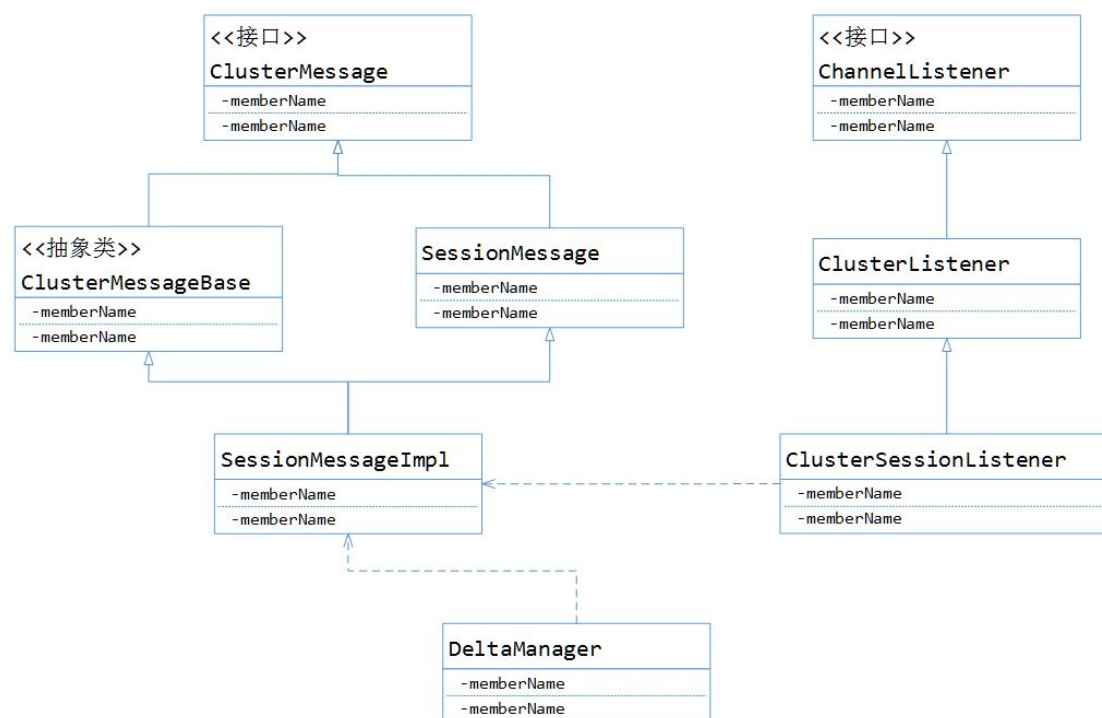 <<接口>>
ClusterMessage
-memberName
-memberName
<<接口>>
ChannelListener
-memberName
-memberName
<<抽象类>>
ClusterMessageBase
-memberName
-memberName
SessionMessage
-memberName
-memberName
ClusterListener
-memberName
-memberName
SessionMessageImpl
-memberName
-memberName
ClusterSessionListener
-memberName
-memberName
DeltaManager
-memberName
-memberName